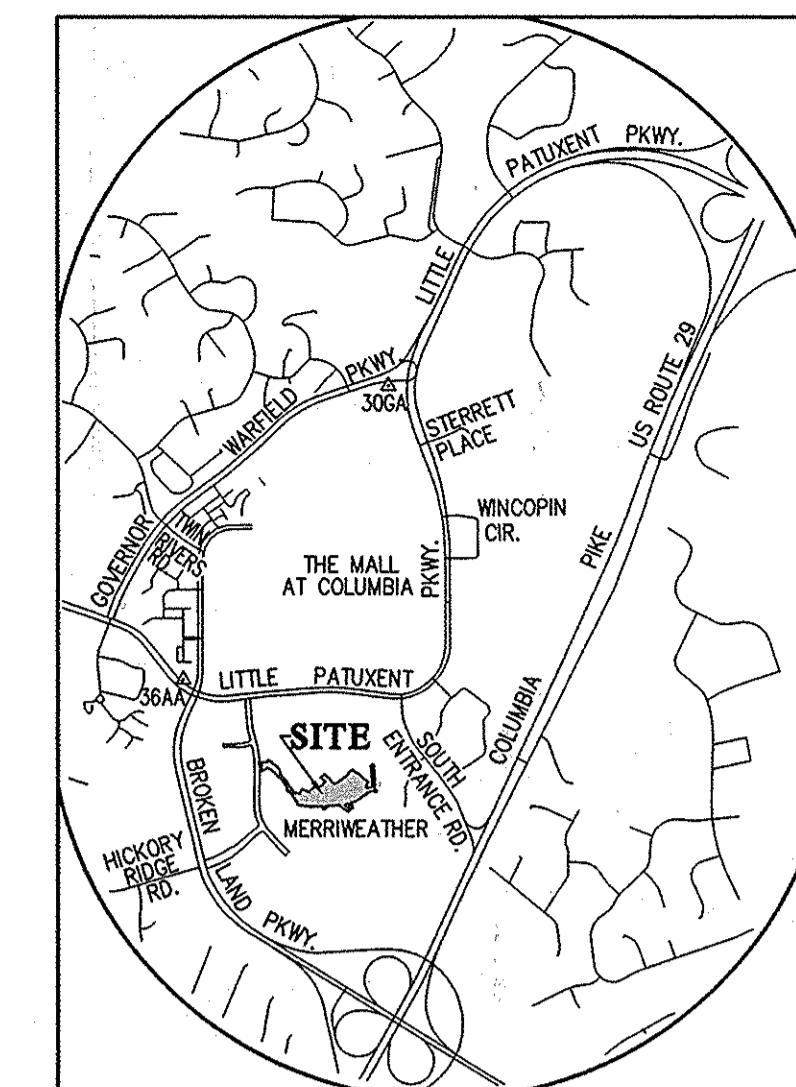 PATUXENT PKWY.
LITTLE
US ROUTE 29
PKWY.
30GA
WARFIELD
STERRETT
PLACE
WINCOPIN
CIR.
GOVERNOR
TWIN
RIVERS
RD.
THE MALL
AT COLUMBIA
PKWY.
PIKE
36AA
LITTLE PATUXENT
COLUMBIA
SITE
SOUTH
ENTRANCE RD.
BROKEN
MERRIWEATHER
HICKORY
RIDGE
RD.
LAND PKWY.